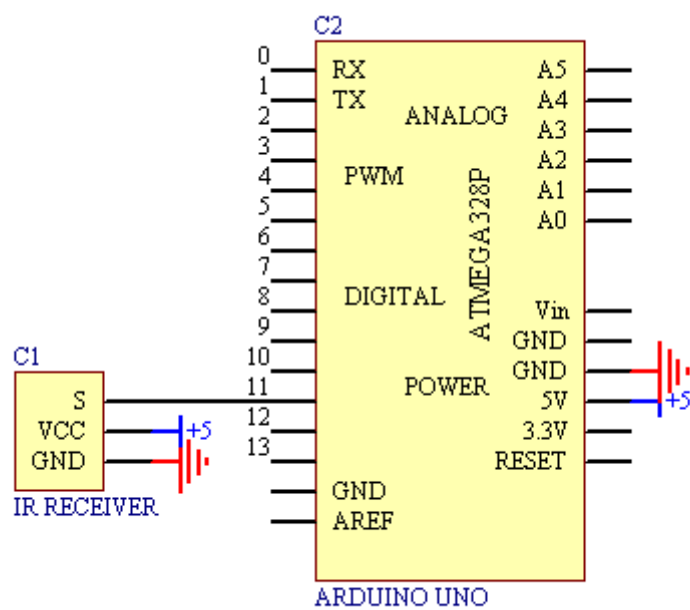 C2
0
RX
A5
1
TX
A4
2
ANALOG
A3
3
A2
4
PWM
A1
5
A0
6
ATMEGA328P
7
8
DIGITAL
Vin
9
GND
10
GND
C1
11
POWER
5V
+5
S
12
3.3V
VCC
+5
13
RESET
GND
GND
IR RECEIVER
AREF
ARDUINO UNO